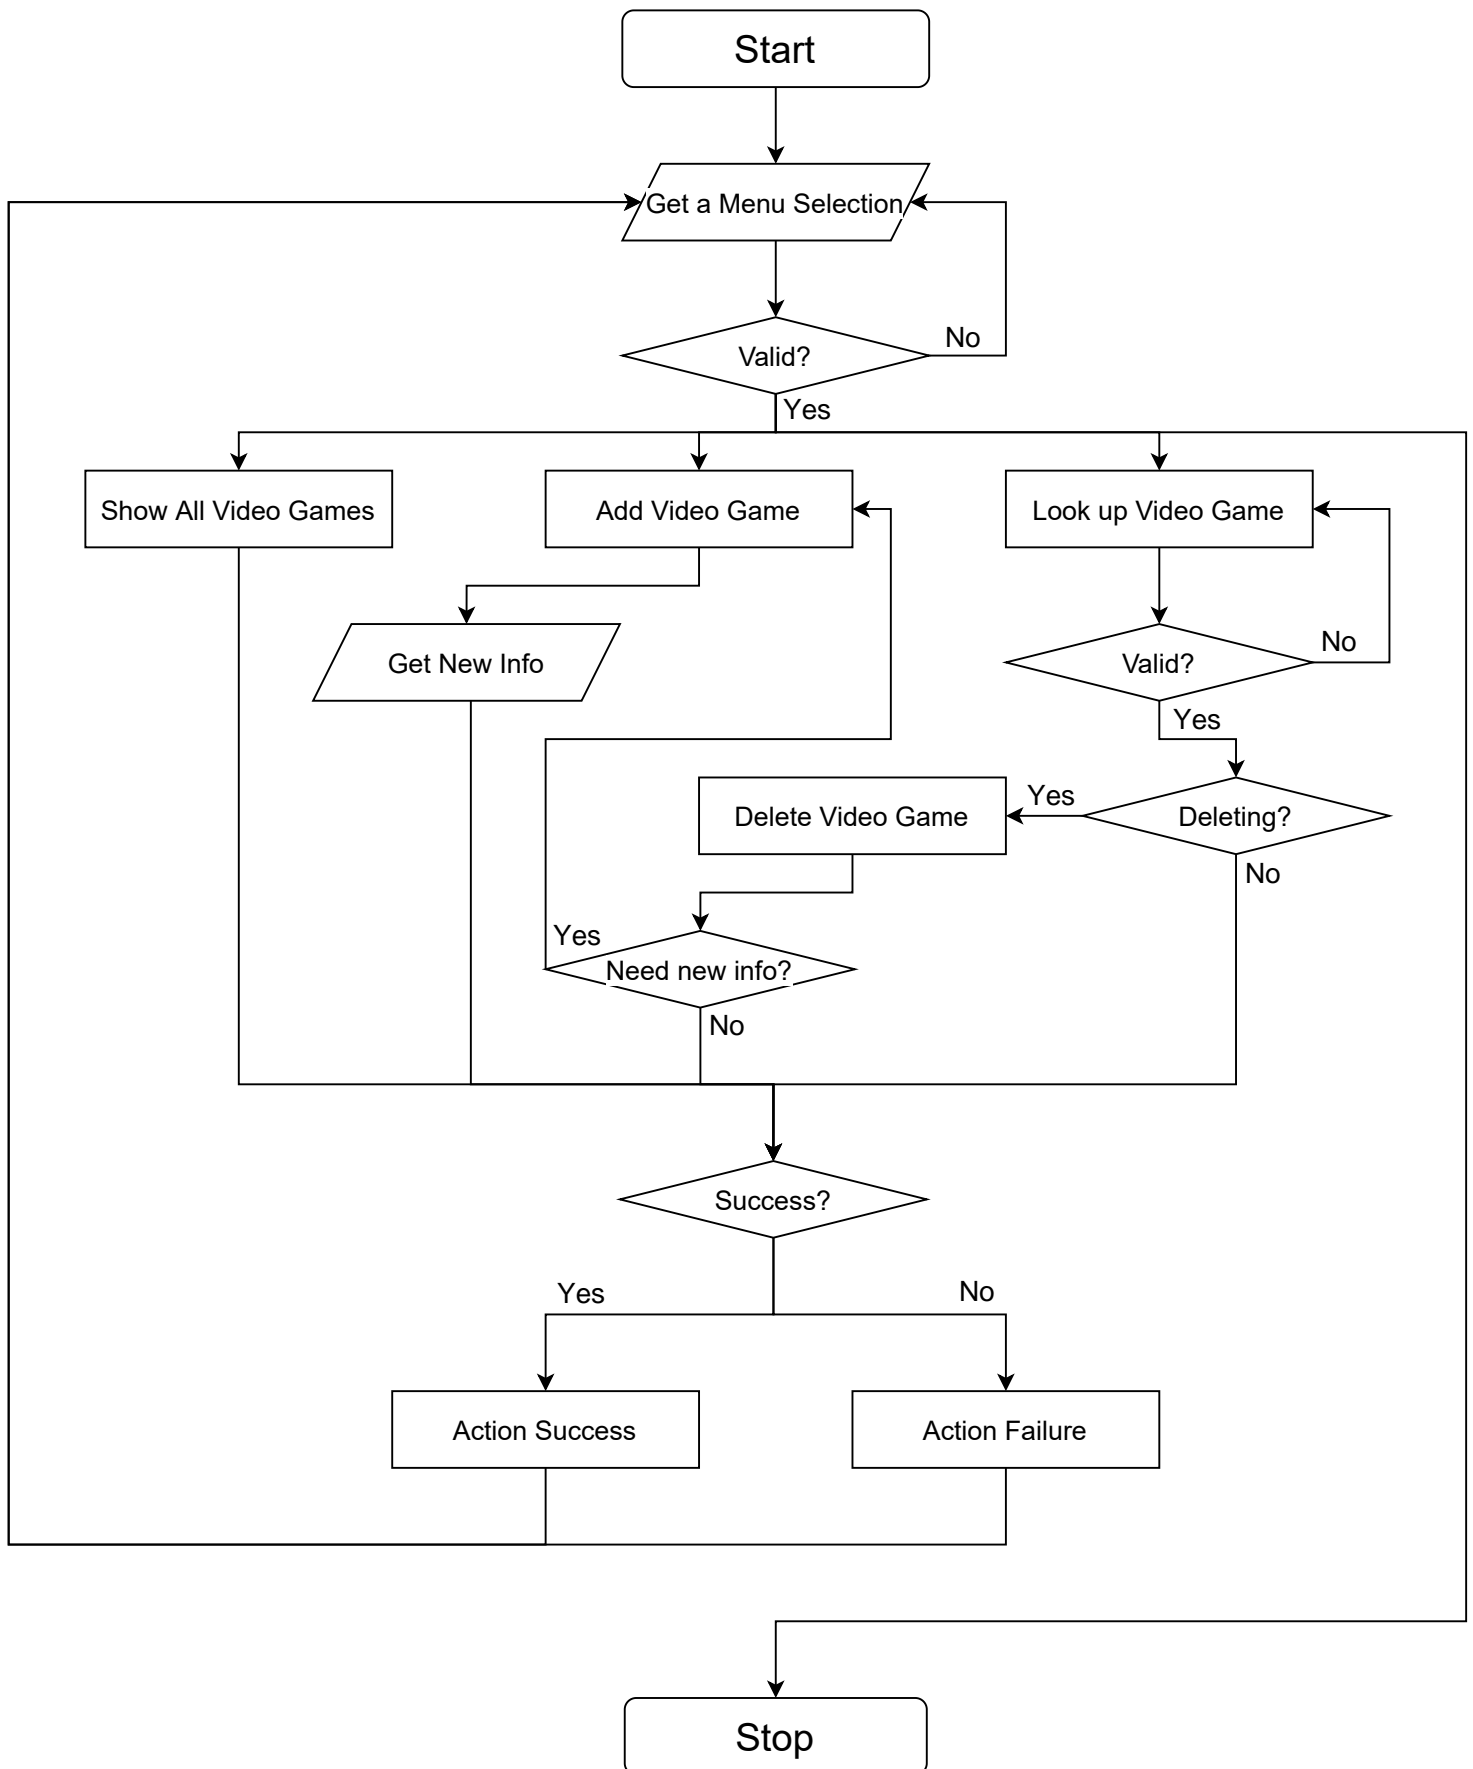 Start
Get a Menu Selection
No
Valid?
Yes
Show All Video Games
Add Video Game
Look up Video Game
No
Get New Info
Valid?
Yes
Yes
Delete Video Game
Deleting?
No
Yes
Need new info?
No
Success?
Yes
No
Action Success
Action Failure
Stop